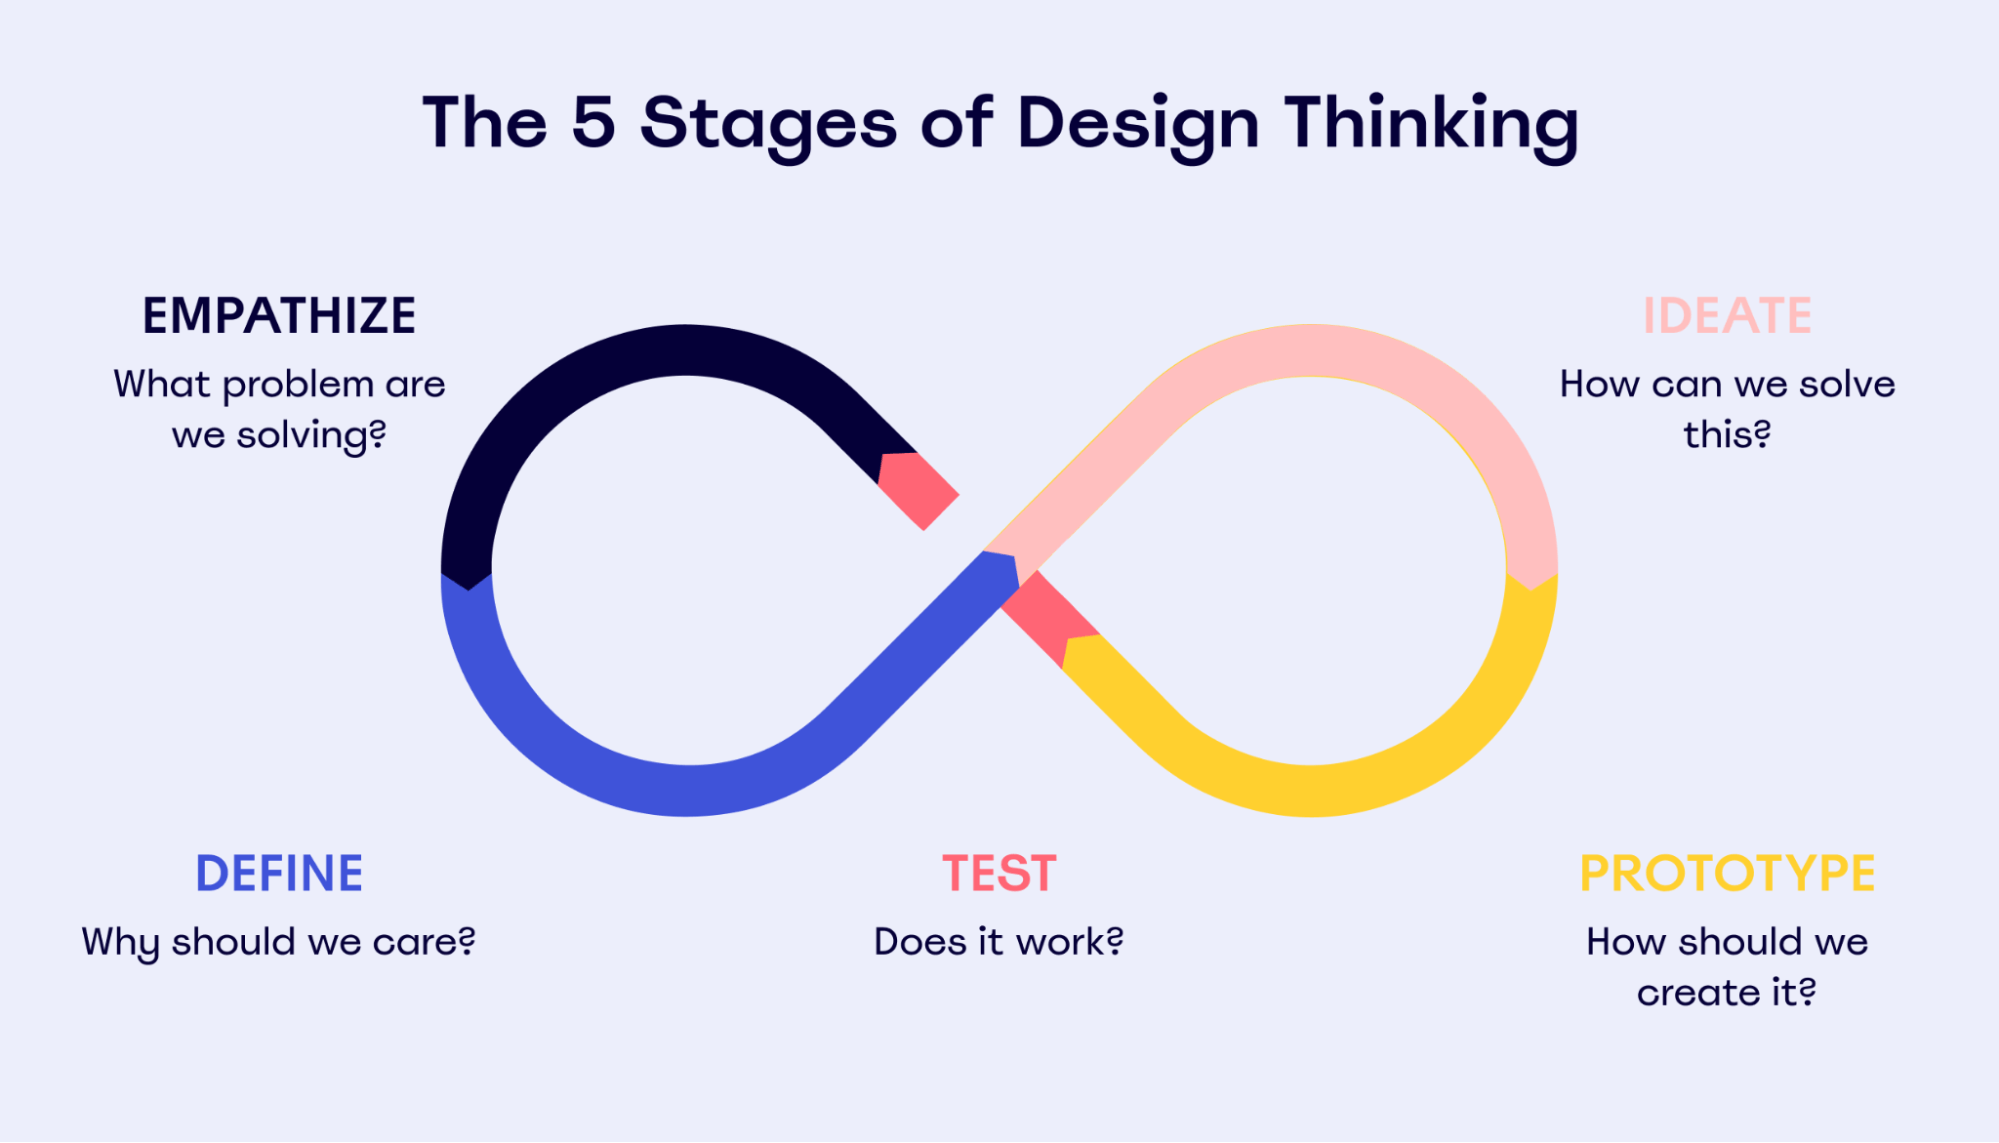 The 5 Stages of Design Thinking
EMPATHIZE
What problem are
we solving?
IDEATE
How can we solve
this?
DEFINE
Why should we care?
TEST
Does it work?
PROTOTYPE
How should we
create it?